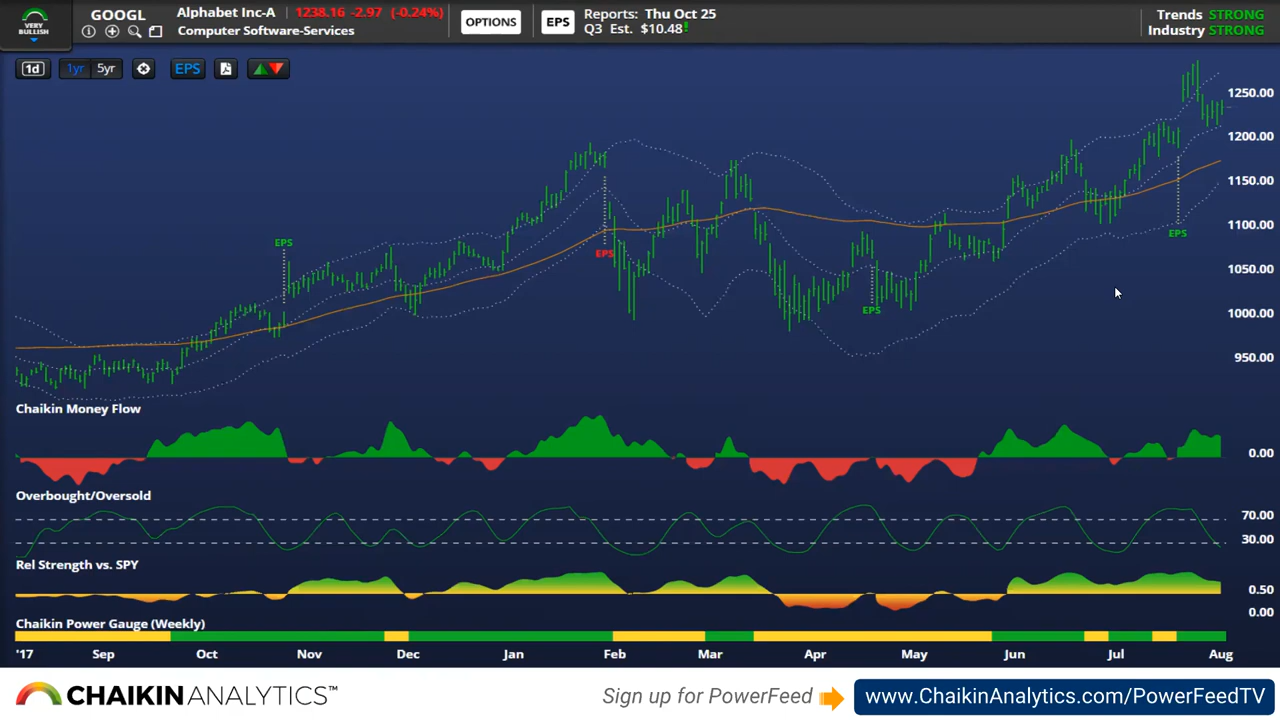 VERY
BULLISH
GOOGL
Alphabet Inc-A
1238.16 -2.97 (-0.24%)
Computer Software-Services
OPTIONS
EPS
Reports: Thu Oct 25
Q3 Est. $10.48!
Trends STRONG
Industry STRONG
1d
1yr
5yr
EPS
EPS
EPS
EPS
EPS
1250.00
1200.00
1150.00
1100.00
1050.00
1000.00
950.00
Chaikin Money Flow
0.00
Overbought/Oversold
70.00
30.00
Rel Strength vs. SPY
0.50
0.00
Chaikin Power Gauge (Weekly)
'17 Sep Oct Nov Dec Jan Feb Mar Apr May Jun Jul Aug
CHAIKIN ANALYTICS™
Sign up for PowerFeed
www.ChaikinAnalytics.com/PowerFeedTV